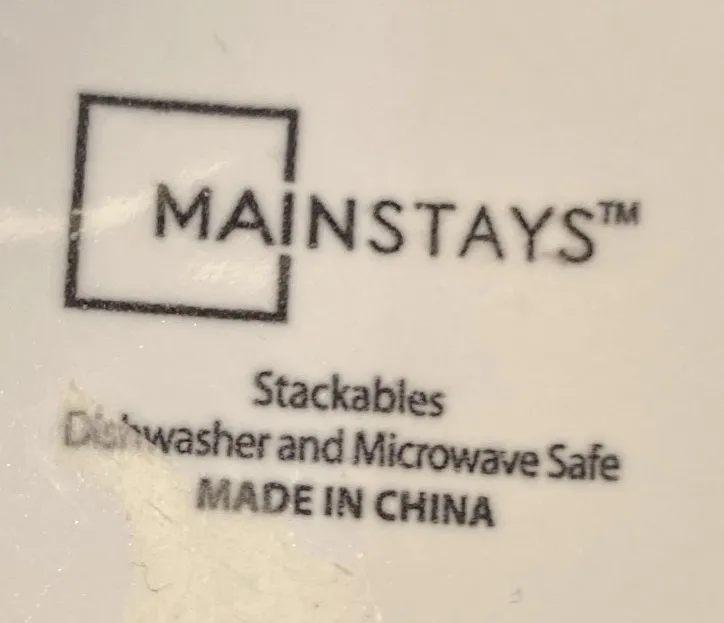 MAINSTAYS™
Stackables
Dishwasher and Microwave Safe
MADE IN CHINA